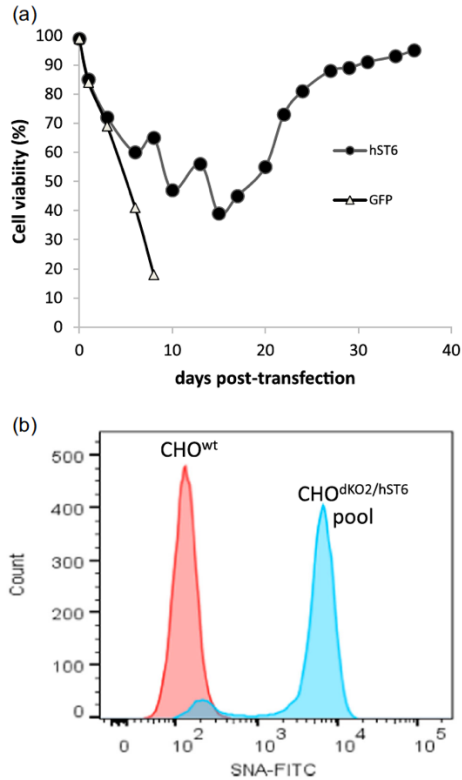 (a)
100
90
80
70
60
50
40
30
20
10
0
Cell viabiity (%)
hST6
GFP
0 10 20 30 40
days post-transfection
(b)
CHOwt
CHOdKO2/hST6
pool
500
400
300
200
100
0
Count
0 10² 10³ 10⁴ 10⁵
SNA-FITC